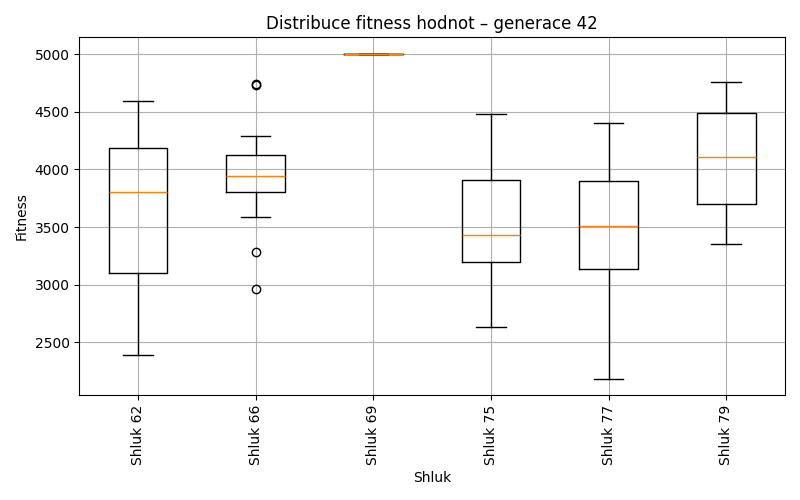 Distribuce fitness hodnot – generace 42
Fitness
5000
4500
4000
3500
3000
2500
Shluk 62
Shluk 66
Shluk 69
Shluk 75
Shluk 77
Shluk 79
Shluk